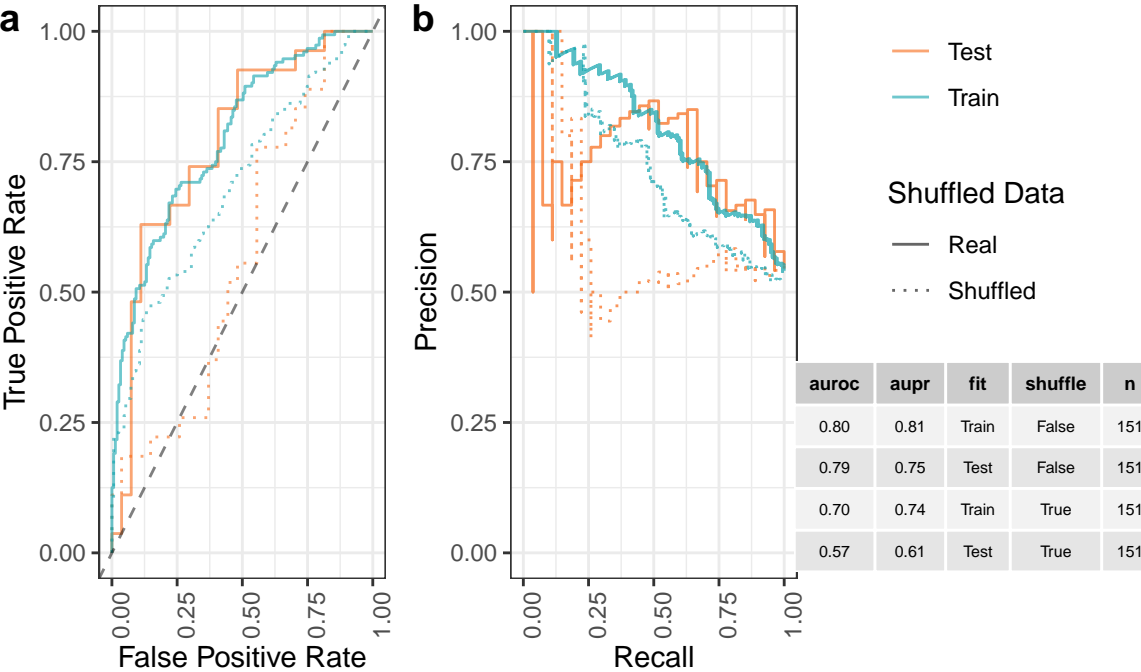 a
True Positive Rate
1.00
0.75
0.50
0.25
0.00
0.00 0.25 0.50 0.75 1.00
False Positive Rate
b
Precision
1.00
0.75
0.50
0.25
0.00
0.00 0.25 0.50 0.75 1.00
Recall
Test
Train
Shuffled Data
Real
Shuffled
auroc aupr fit shuffle n
0.80 0.81 Train False 151
0.79 0.75 Test False 151
0.70 0.74 Train True 151
0.57 0.61 Test True 151